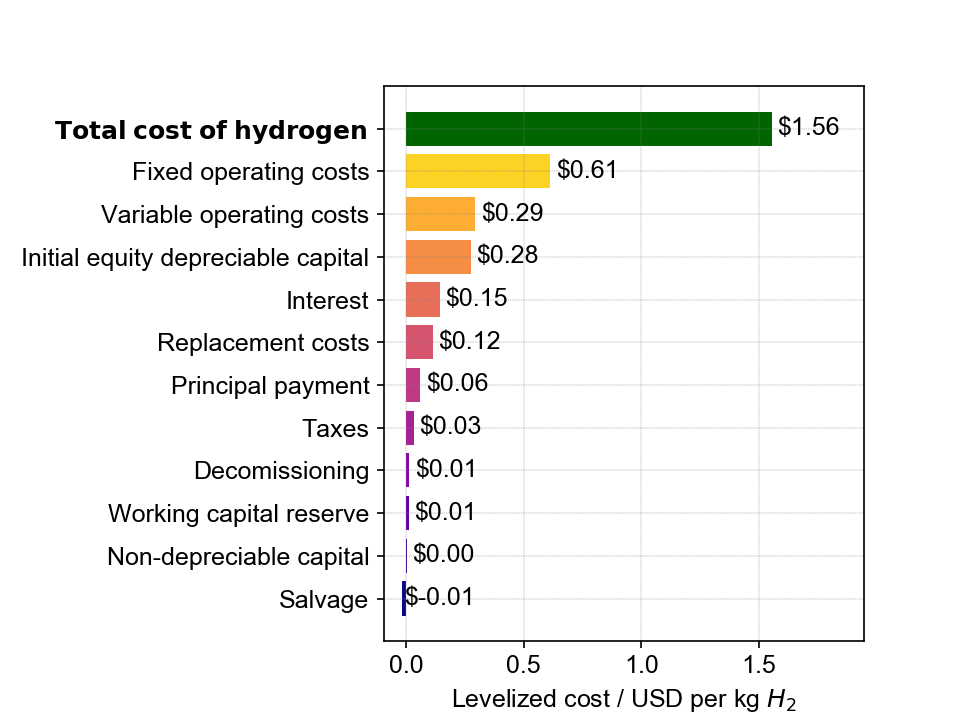 Total cost of hydrogen $1.56
Fixed operating costs $0.61
Variable operating costs $0.29
Initial equity depreciable capital $0.28
Interest $0.15
Replacement costs $0.12
Principal payment $0.06
Taxes $0.03
Decomissioning $0.01
Working capital reserve $0.01
Non-depreciable capital $0.00
Salvage $-0.01
0.0 0.5 1.0 1.5
Levelized cost / USD per kg H₂